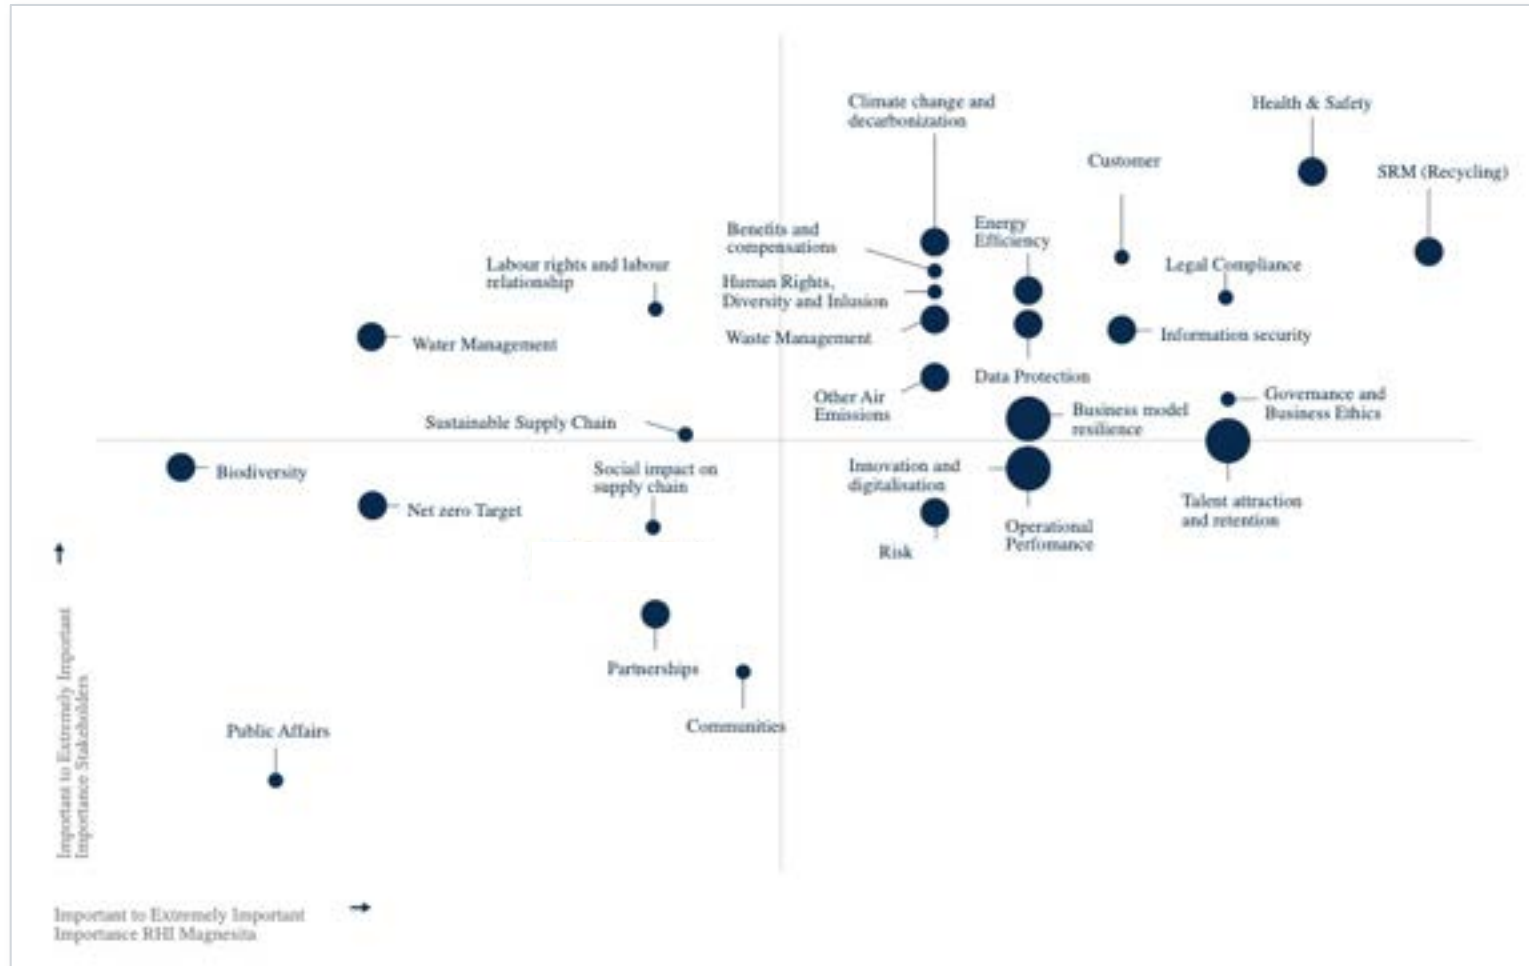 Climate change and
decarbonization
Health & Safety
Customer
SRM (Recycling)
Benefits and
compensations
Energy
Efficiency
Labour rights and labour
relationship
Legal Compliance
Human Rights,
Diversity and Inlusion
Water Management
Waste Management
Information security
Data Protection
Other Air
Emissions
Governance and
Business Ethics
Business model
resilience
Sustainable Supply Chain
Biodiversity
Social impact on
supply chain
Innovation and
digitalisation
Net zero Target
Talent attraction
and retention
Operational
Perfomance
Risk
Partnerships
Communities
Public Affairs
Important to Extremely Important
Importance Stakeholders
Important to Extremely Important
Importance RHI Magnesita